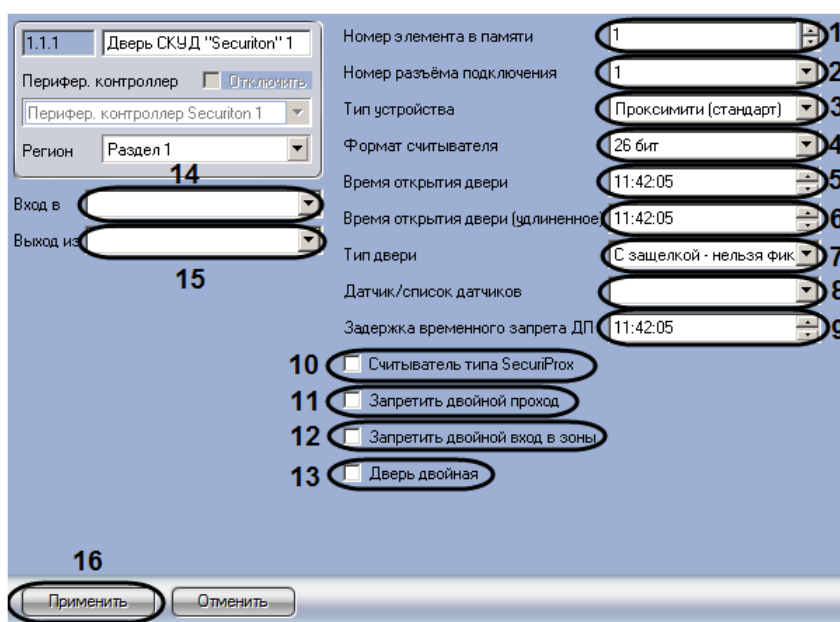 1.1.1 Дверь СКУД "Securiton" 1
Перифер. контроллер Отключить
Перифер. контроллер Securiton 1
Регион Раздел 1
14
Вход в
Выход из
15
Номер элемента в памяти 1 1
Номер разъёма подключения 1 2
Тип устройства Проксимити (стандарт) 3
Формат считывателя 26 бит 4
Время открытия двери 11:42:05 5
Время открытия двери (удлиненное) 11:42:05 6
Тип двери С защелкой - нельзя фик 7
Датчик/список датчиков 8
Задержка временного запрета ДП 11:42:05 9
10 Считыватель типа SecuriProx
11 Запретить двойной проход
12 Запретить двойной вход в зоны
13 Дверь двойная
16
Применить Отменить